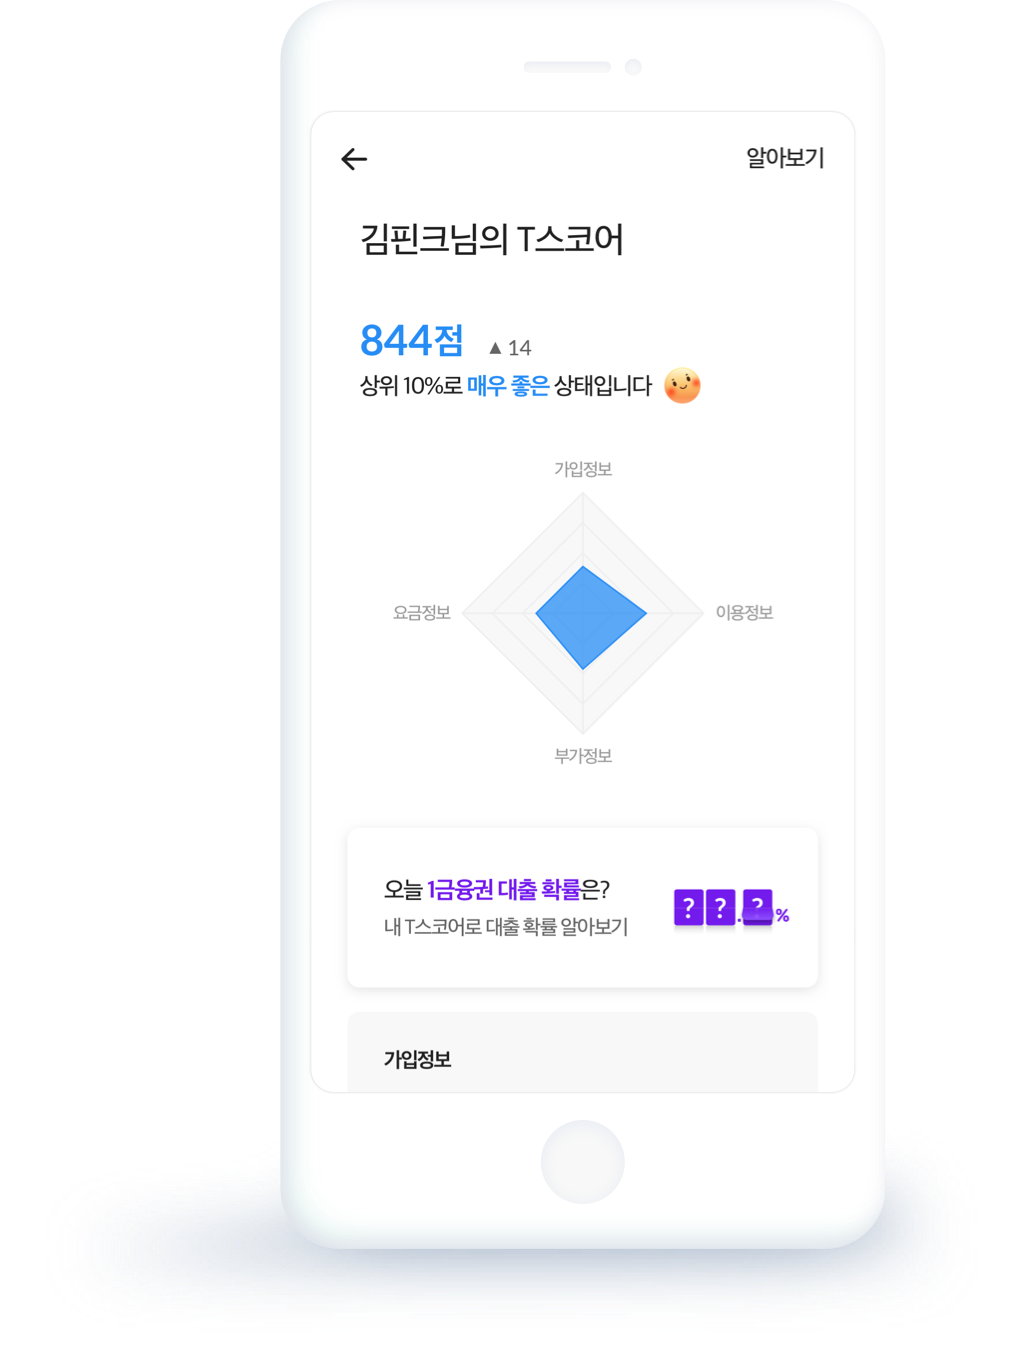 알아보기
김핀크님의 T스코어
844점 ▲ 14
상위 10%로 매우 좋은 상태입니다
가입정보
요금정보
이용정보
부가정보
오늘 1금융권 대출 확률은?
내 T스코어로 대출 확률 알아보기
? ? . ? %
가입정보